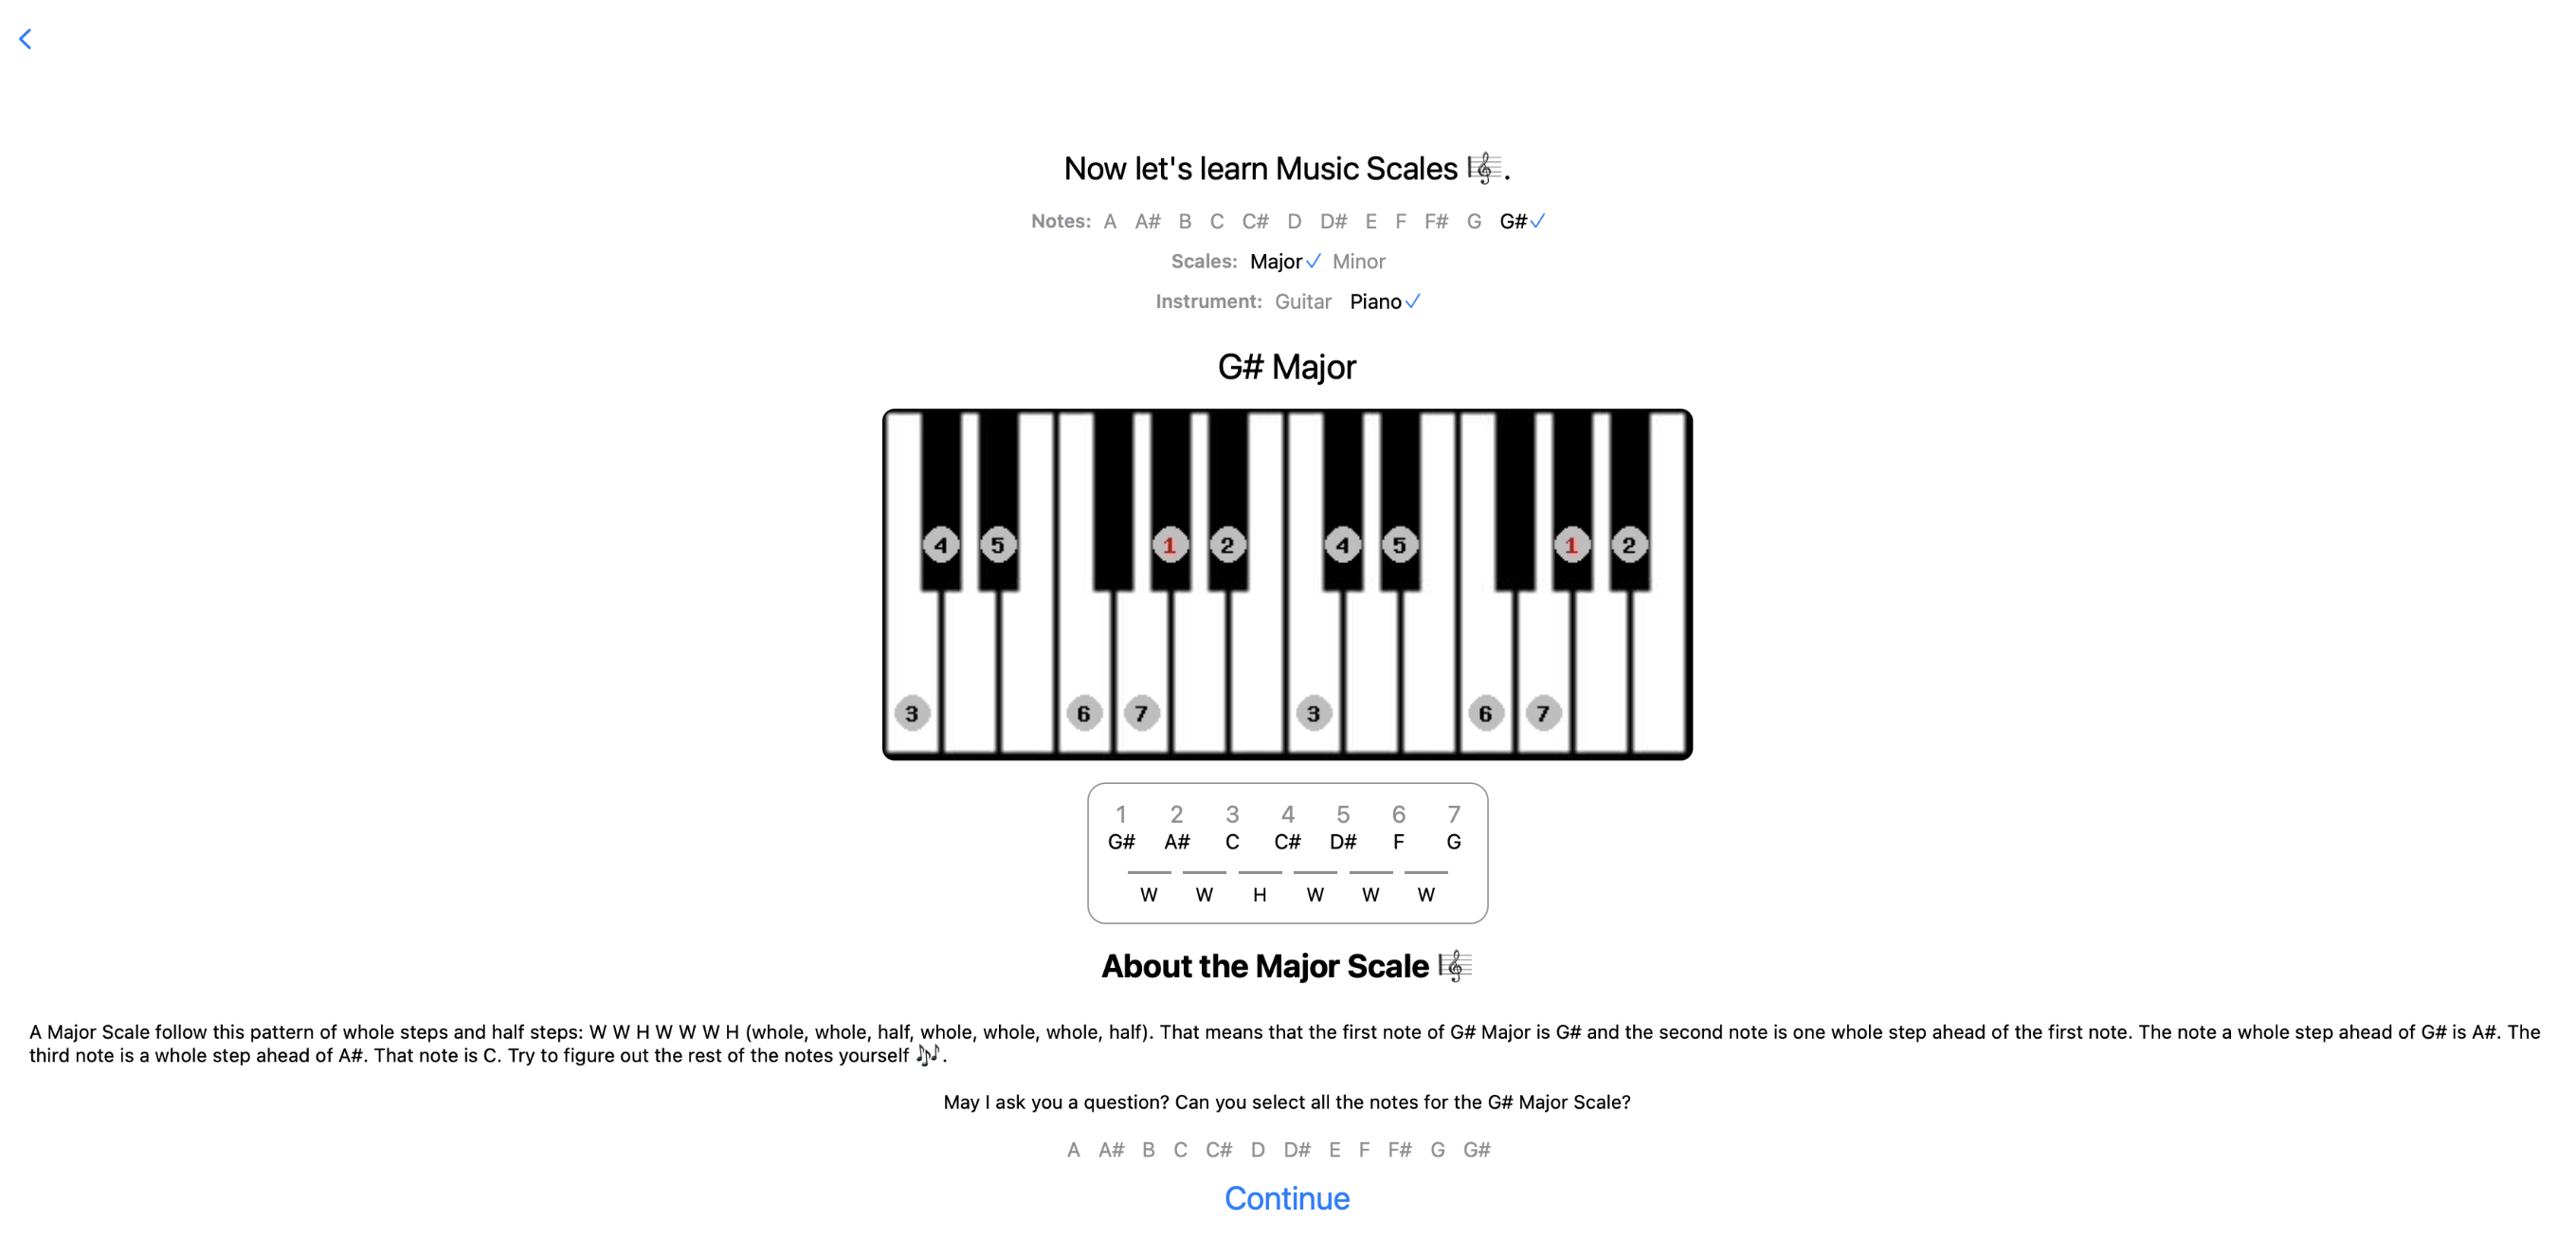 Now let's learn Music Scales 🎼.
Notes: A A# B C C# D D# E F F# G G#✓
Scales: Major✓ Minor
Instrument: Guitar Piano✓
G# Major
4 5 1 2 4 5 1 2
3 6 7 3 6 7
1 2 3 4 5 6 7
G# A# C C# D# F G
W W H W W W
About the Major Scale 🎼
A Major Scale follow this pattern of whole steps and half steps: W W H W W W H (whole, whole, half, whole, whole, whole, half). That means that the first note of G# Major is G# and the second note is one whole step ahead of the first note. The note a whole step ahead of G# is A#. The
third note is a whole step ahead of A#. That note is C. Try to figure out the rest of the notes yourself 🎶.
May I ask you a question? Can you select all the notes for the G# Major Scale?
A A# B C C# D D# E F F# G G#
Continue